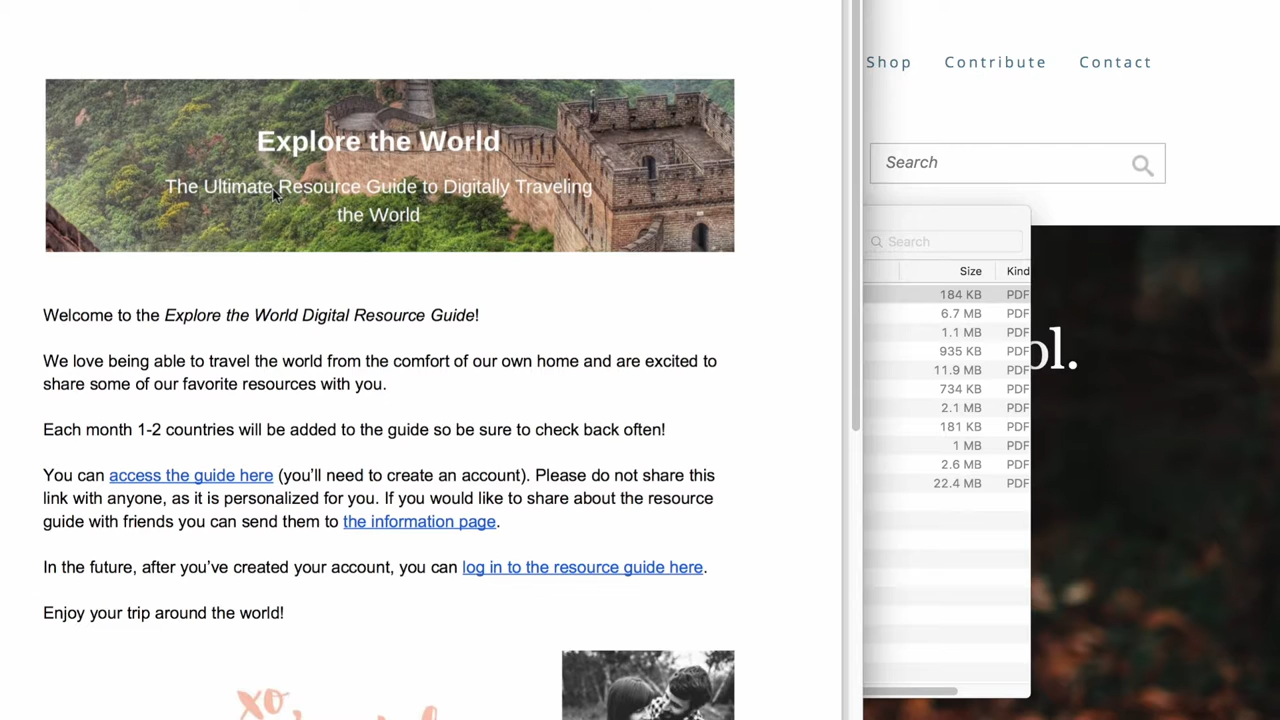 Shop Contribute Contact
Search
Explore the World
The Ultimate Resource Guide to Digitally Traveling
the World
Search
Size Kind
184 KB PDF
6.7 MB PDF
1.1 MB PDF
935 KB PDF
11.9 MB PDF
734 KB PDF
2.1 MB PDF
181 KB PDF
1 MB PDF
2.6 MB PDF
22.4 MB PDF
ol.
Welcome to the Explore the World Digital Resource Guide!
We love being able to travel the world from the comfort of our own home and are excited to
share some of our favorite resources with you.
Each month 1-2 countries will be added to the guide so be sure to check back often!
You can access the guide here (you’ll need to create an account). Please do not share this
link with anyone, as it is personalized for you. If you would like to share about the resource
guide with friends you can send them to the information page.
In the future, after you’ve created your account, you can log in to the resource guide here.
Enjoy your trip around the world!
xo